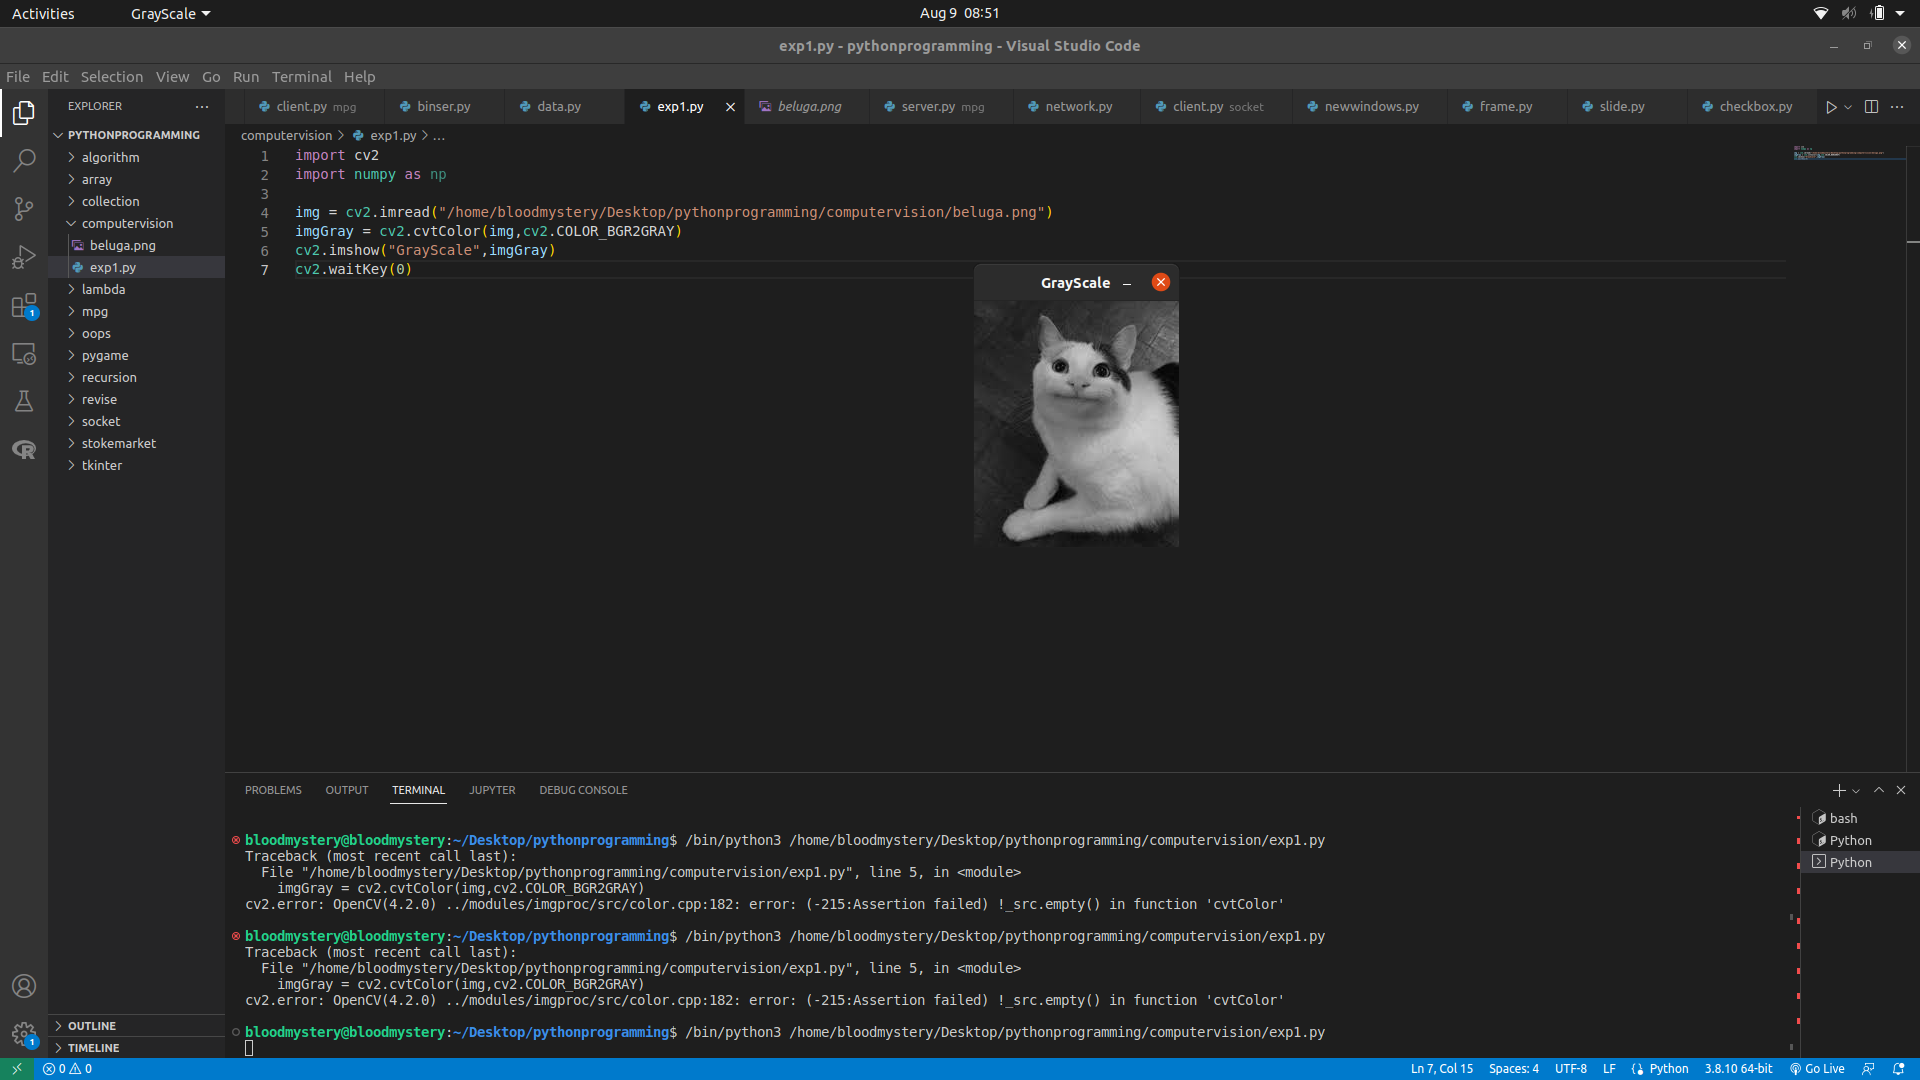 Activities GrayScale Aug 9 08:51
exp1.py - pythonprogramming - Visual Studio Code
File Edit Selection View Go Run Terminal Help
EXPLORER
client.py mpg binser.py data.py exp1.py beluga.png server.py mpg network.py client.py socket newwindows.py frame.py slide.py checkbox.py
computervision > exp1.py > ...
PYTHONPROGRAMMING
algorithm
array
collection
computervision
beluga.png
exp1.py
lambda
mpg
oops
pygame
recursion
revise
socket
stokemarket
tkinter
1 import cv2
2 import numpy as np
3
4 img = cv2.imread("/home/bloodmystery/Desktop/pythonprogramming/computervision/beluga.png")
5 imgGray = cv2.cvtColor(img,cv2.COLOR_BGR2GRAY)
6 cv2.imshow("GrayScale",imgGray)
7 cv2.waitKey(0)
GrayScale
PROBLEMS OUTPUT TERMINAL JUPYTER DEBUG CONSOLE
bloodmystery@bloodmystery:~/Desktop/pythonprogramming$ /bin/python3 /home/bloodmystery/Desktop/pythonprogramming/computervision/exp1.py
Traceback (most recent call last):
File "/home/bloodmystery/Desktop/pythonprogramming/computervision/exp1.py", line 5, in <module>
imgGray = cv2.cvtColor(img,cv2.COLOR_BGR2GRAY)
cv2.error: OpenCV(4.2.0) ../modules/imgproc/src/color.cpp:182: error: (-215:Assertion failed) !_src.empty() in function 'cvtColor'
bloodmystery@bloodmystery:~/Desktop/pythonprogramming$ /bin/python3 /home/bloodmystery/Desktop/pythonprogramming/computervision/exp1.py
Traceback (most recent call last):
File "/home/bloodmystery/Desktop/pythonprogramming/computervision/exp1.py", line 5, in <module>
imgGray = cv2.cvtColor(img,cv2.COLOR_BGR2GRAY)
cv2.error: OpenCV(4.2.0) ../modules/imgproc/src/color.cpp:182: error: (-215:Assertion failed) !_src.empty() in function 'cvtColor'
bloodmystery@bloodmystery:~/Desktop/pythonprogramming$ /bin/python3 /home/bloodmystery/Desktop/pythonprogramming/computervision/exp1.py
bash
Python
Python
OUTLINE
TIMELINE
1
1
0 0 Ln 7, Col 15 Spaces: 4 UTF-8 LF Python 3.8.10 64-bit Go Live